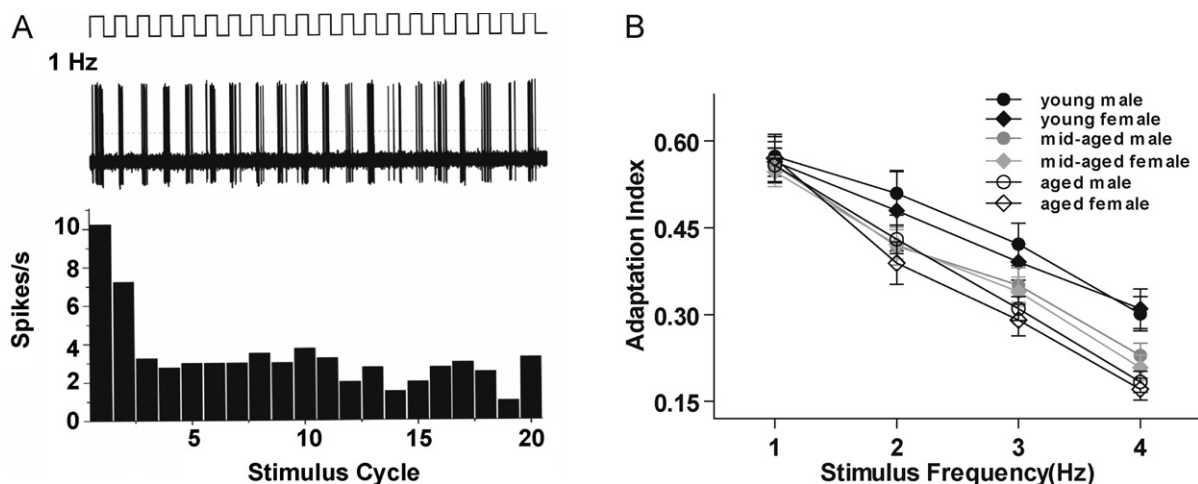 A
1 Hz
Spikes/s
10
8
6
4
2
0
5
10
15
20
Stimulus Cycle
B
young male
young female
mid-aged male
mid-aged female
aged male
aged female
Adaptation Index
0.60
0.45
0.30
0.15
1
2
3
4
Stimulus Frequency(Hz)